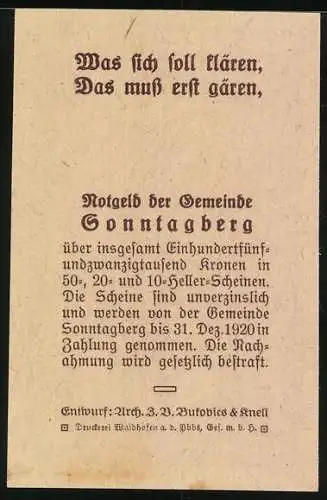 Was sich soll klären,
Das muß erst gären,
Notgeld der Gemeinde
Sonntagberg
über insgesamt Einhundertfünf-
undzwanzigtausend Kronen in
50-, 20- und 10-Heller-Scheinen.
Die Scheine sind unverzinslich
und werden von der Gemeinde
Sonntagberg bis 31. Dez. 1920 in
Zahlung genommen. Die Nach-
ahmung wird gesetzlich bestraft.
Entwurf: Arch. J. V. Bukovics & Knell
Druckerei Waidhofen a. d. Ybbs, Ges. m. b. H.